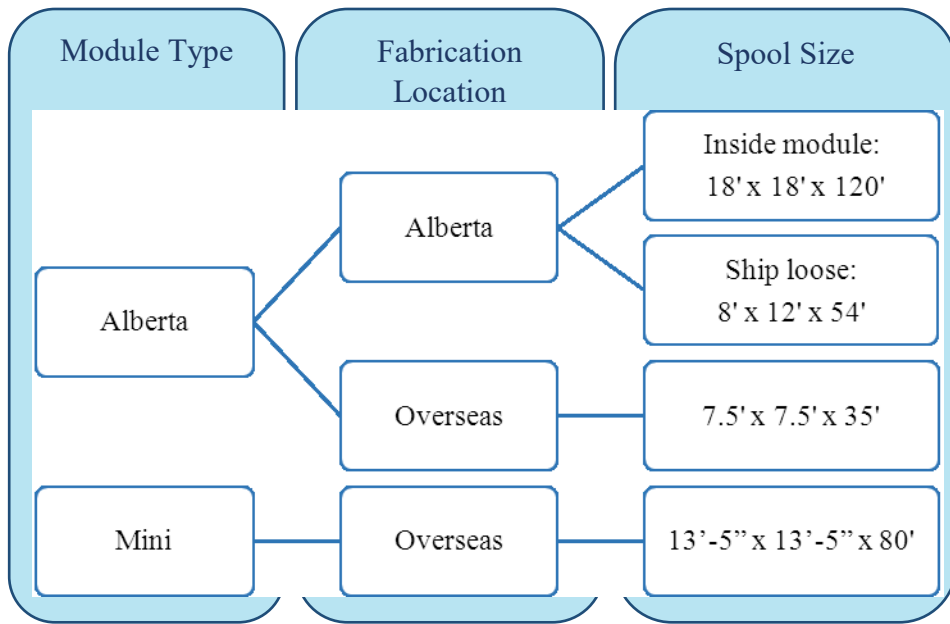 Module Type
Fabrication
Location
Spool Size
Alberta
Alberta
Inside module:
18' x 18' x 120'
Ship loose:
8' x 12' x 54'
Overseas
7.5' x 7.5' x 35'
Mini
Overseas
13’-5” x 13’-5” x 80'